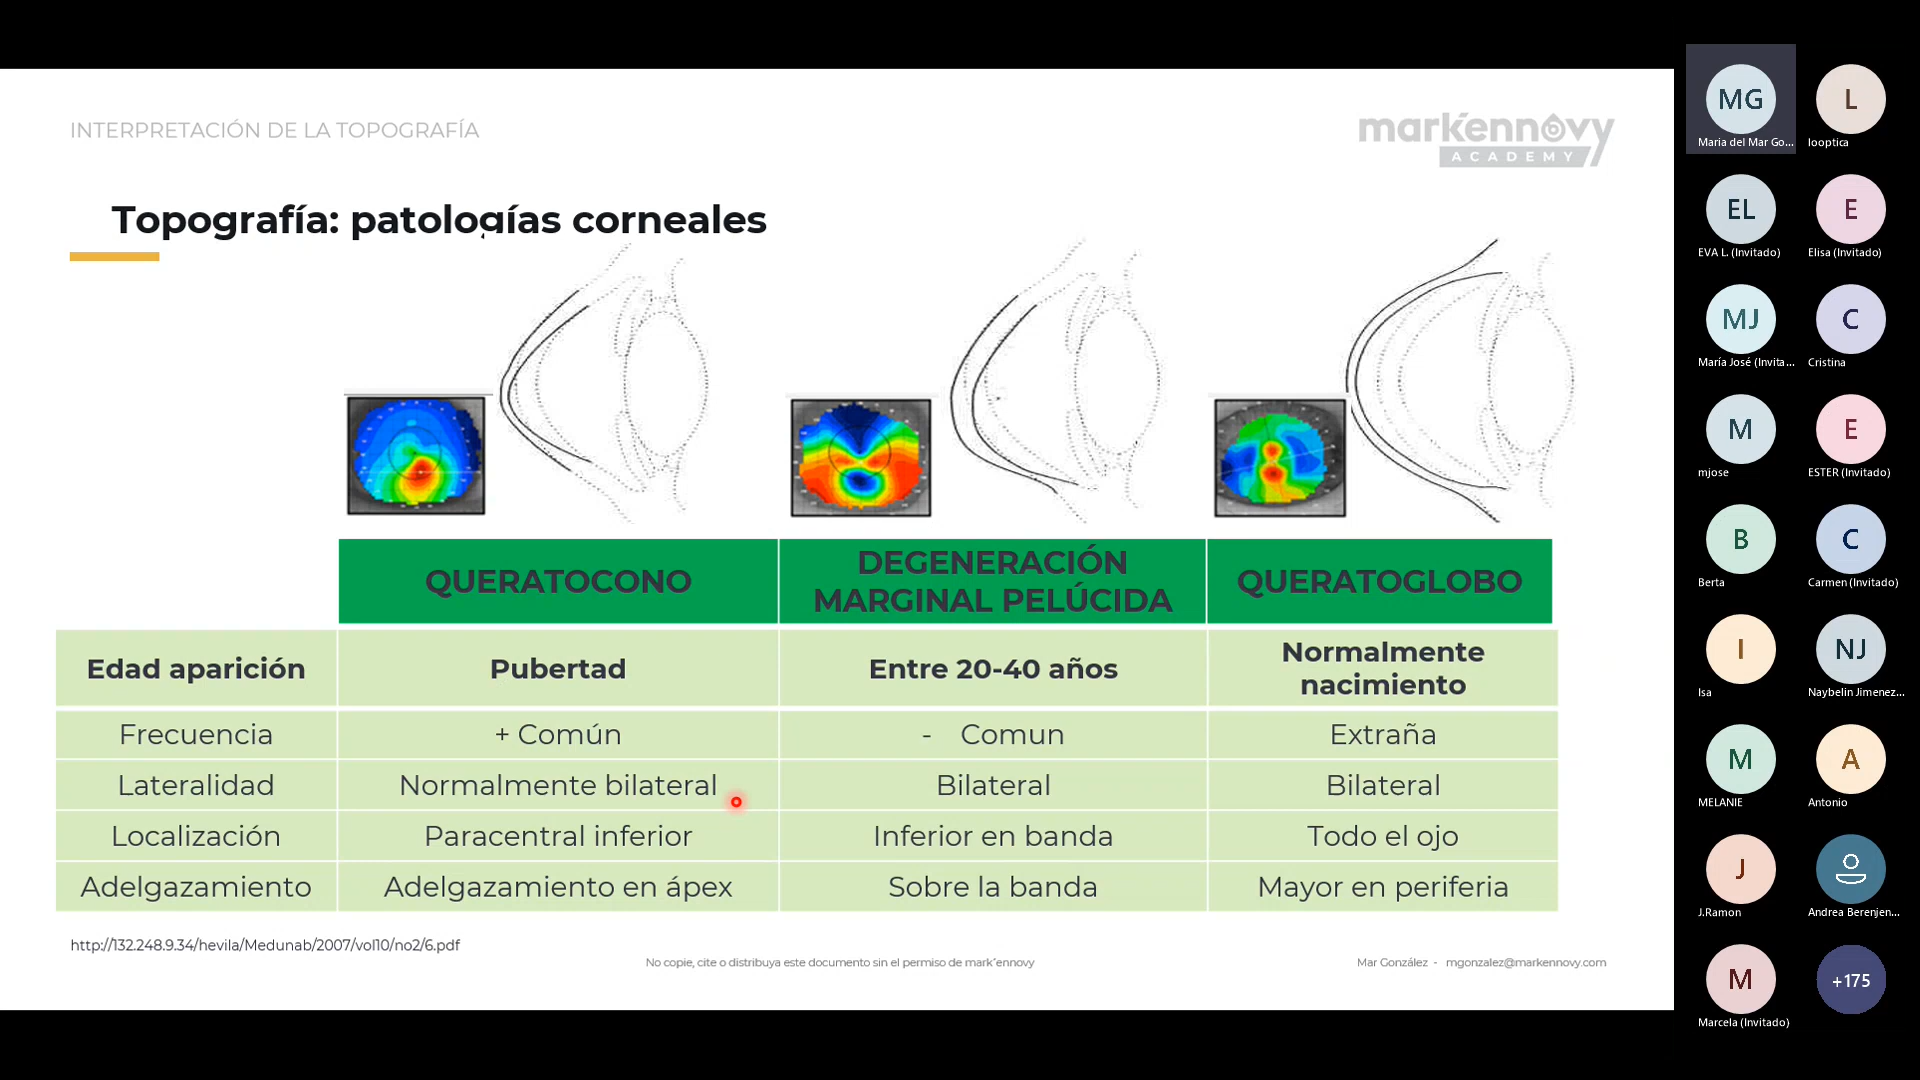 INTERPRETACIÓN DE LA TOPOGRAFÍA
mark'ennovy
ACADEMY
Topografía: patologías corneales
QUERATOCONO
DEGENERACIÓN
MARGINAL PELÚCIDA
QUERATOGLOBO
Edad aparición
Pubertad
Entre 20-40 años
Normalmente
nacimiento
Frecuencia
+ Común
- Comun
Extraña
Lateralidad
Normalmente bilateral
Bilateral
Bilateral
Localización
Paracentral inferior
Inferior en banda
Todo el ojo
Adelgazamiento
Adelgazamiento en ápex
Sobre la banda
Mayor en periferia
http://132.248.9.34/hevila/Medunab/2007/vol10/no2/6.pdf
No copie, cite o distribuya este documento sin el permiso de mark'ennovy
Mar González - mgonzalez@markennovy.com
MG
Maria del Mar Go...
L
looptica
EL
EVA L. (Invitado)
E
Elisa (Invitado)
MJ
María José (Invita...
C
Cristina
M
mjose
E
ESTER (Invitado)
B
Berta
C
Carmen (Invitado)
I
Isa
NJ
Naybelin Jimenez...
M
MELANIE
A
Antonio
J
J.Ramon
Andrea Berenjen...
M
Marcela (Invitado)
+175